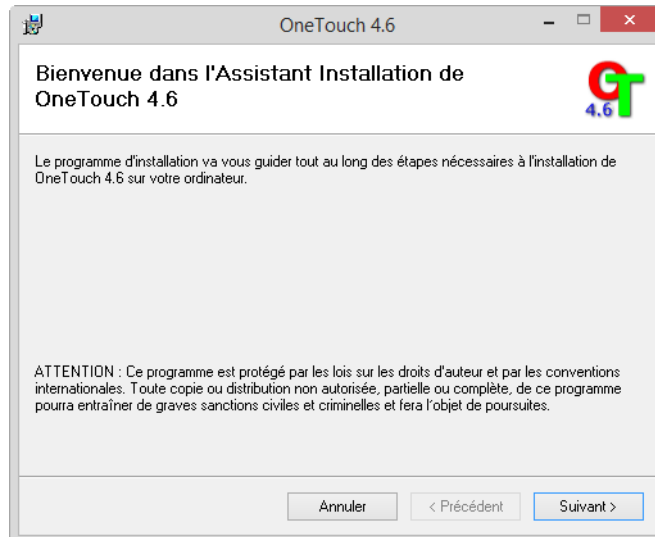 OneTouch 4.6
Bienvenue dans l'Assistant Installation de
OneTouch 4.6
OT
4.6
Le programme d'installation va vous guider tout au long des étapes nécessaires à l'installation de
OneTouch 4.6 sur votre ordinateur.
ATTENTION : Ce programme est protégé par les lois sur les droits d'auteur et par les conventions
internationales. Toute copie ou distribution non autorisée, partielle ou complète, de ce programme
pourra entraîner de graves sanctions civiles et criminelles et fera l'objet de poursuites.
Annuler
< Précédent
Suivant >